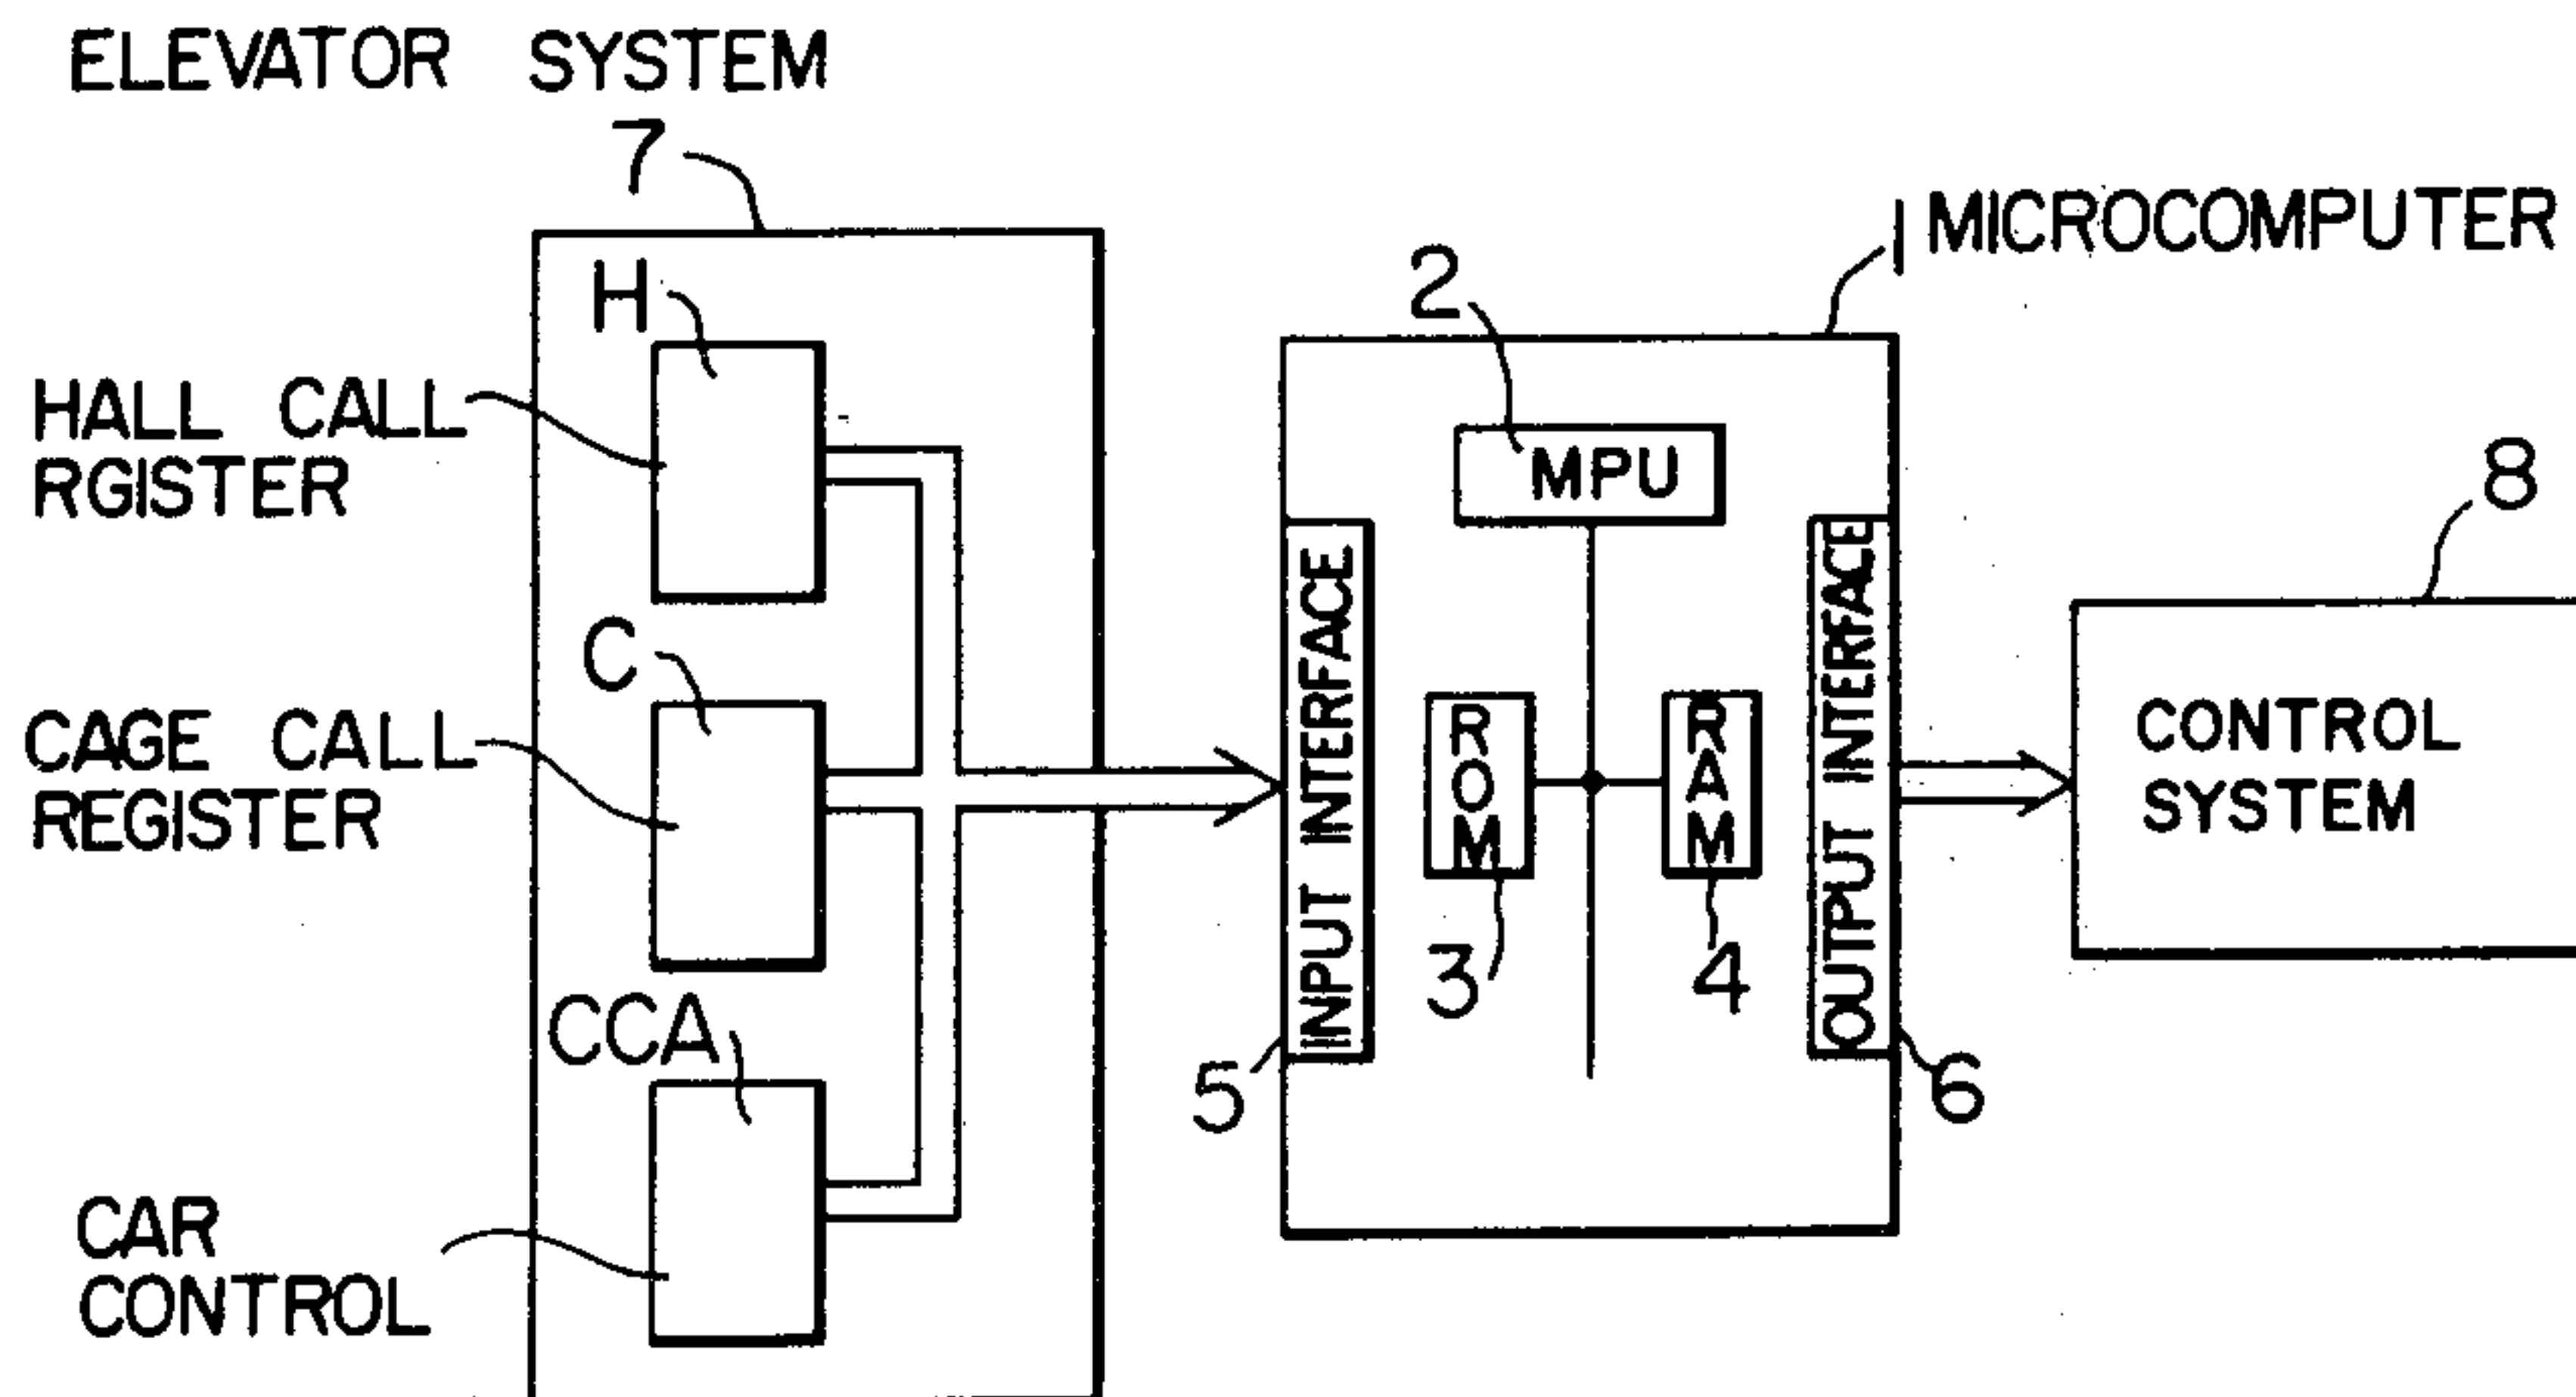 ELEVATOR SYSTEM
7
H
HALL CALL
RGISTER
C
CAGE CALL
REGISTER
CCA
CAR
CONTROL
1 MICROCOMPUTER
2
MPU
INPUT INTERFACE
ROM
RAM
OUTPUT INTERFACE
3
4
5
6
8
CONTROL
SYSTEM